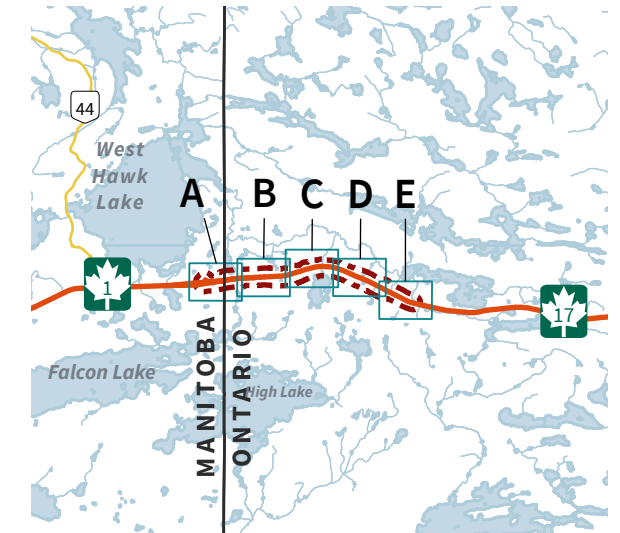 44
West
Hawk
Lake
A B C D E
1
17
MANITOBA
ONTARIO
Falcon Lake
High Lake